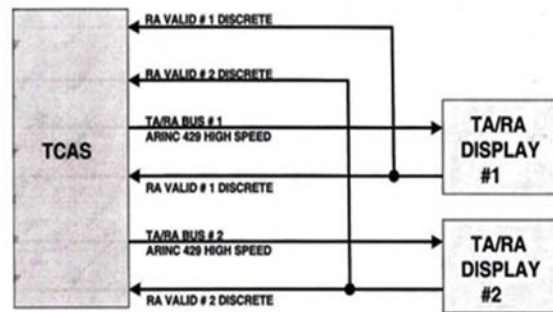 RA VALID # 1 DISCRETE
RA VALID # 2 DISCRETE
TA/RA BUS # 1
ARINC 429 HIGH SPEED
TCAS
RA VALID # 1 DISCRETE
TA/RA BUS # 2
ARINC 429 HIGH SPEED
RA VALID # 2 DISCRETE
TA/RA
DISPLAY
#1
TA/RA
DISPLAY
#2